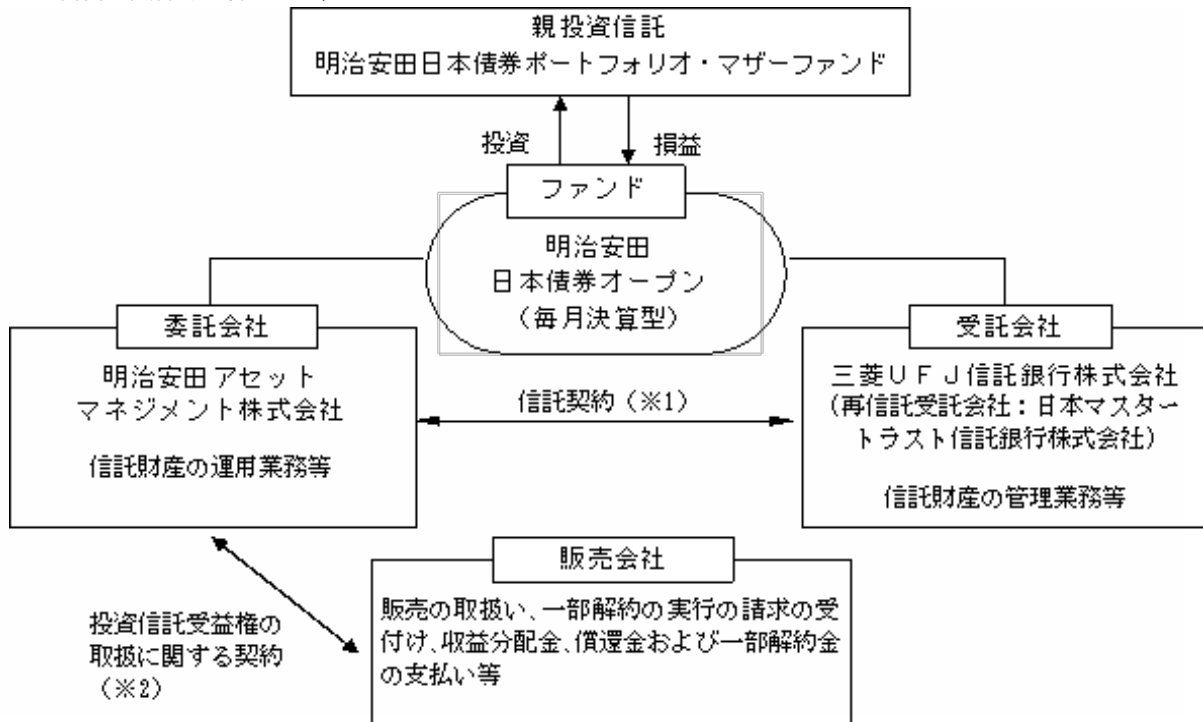 親投資信託
明治安田日本債券ポートフォリオ・マザーファンド
投資
損益
ファンド
明治安田
日本債券オープン
(毎月決算型)
委託会社
明治安田アセット
マネジメント株式会社
信託財産の運用業務等
信託契約(※1)
受託会社
三菱UFJ信託銀行株式会社
(再信託受託会社:日本マスター
トラスト信託銀行株式会社)
信託財産の管理業務等
販売会社
販売の取扱い、一部解約の実行の請求の受
付け、収益分配金、償還金および一部解約金
の支払い等
投資信託受益権の
取扱に関する契約
(※2)